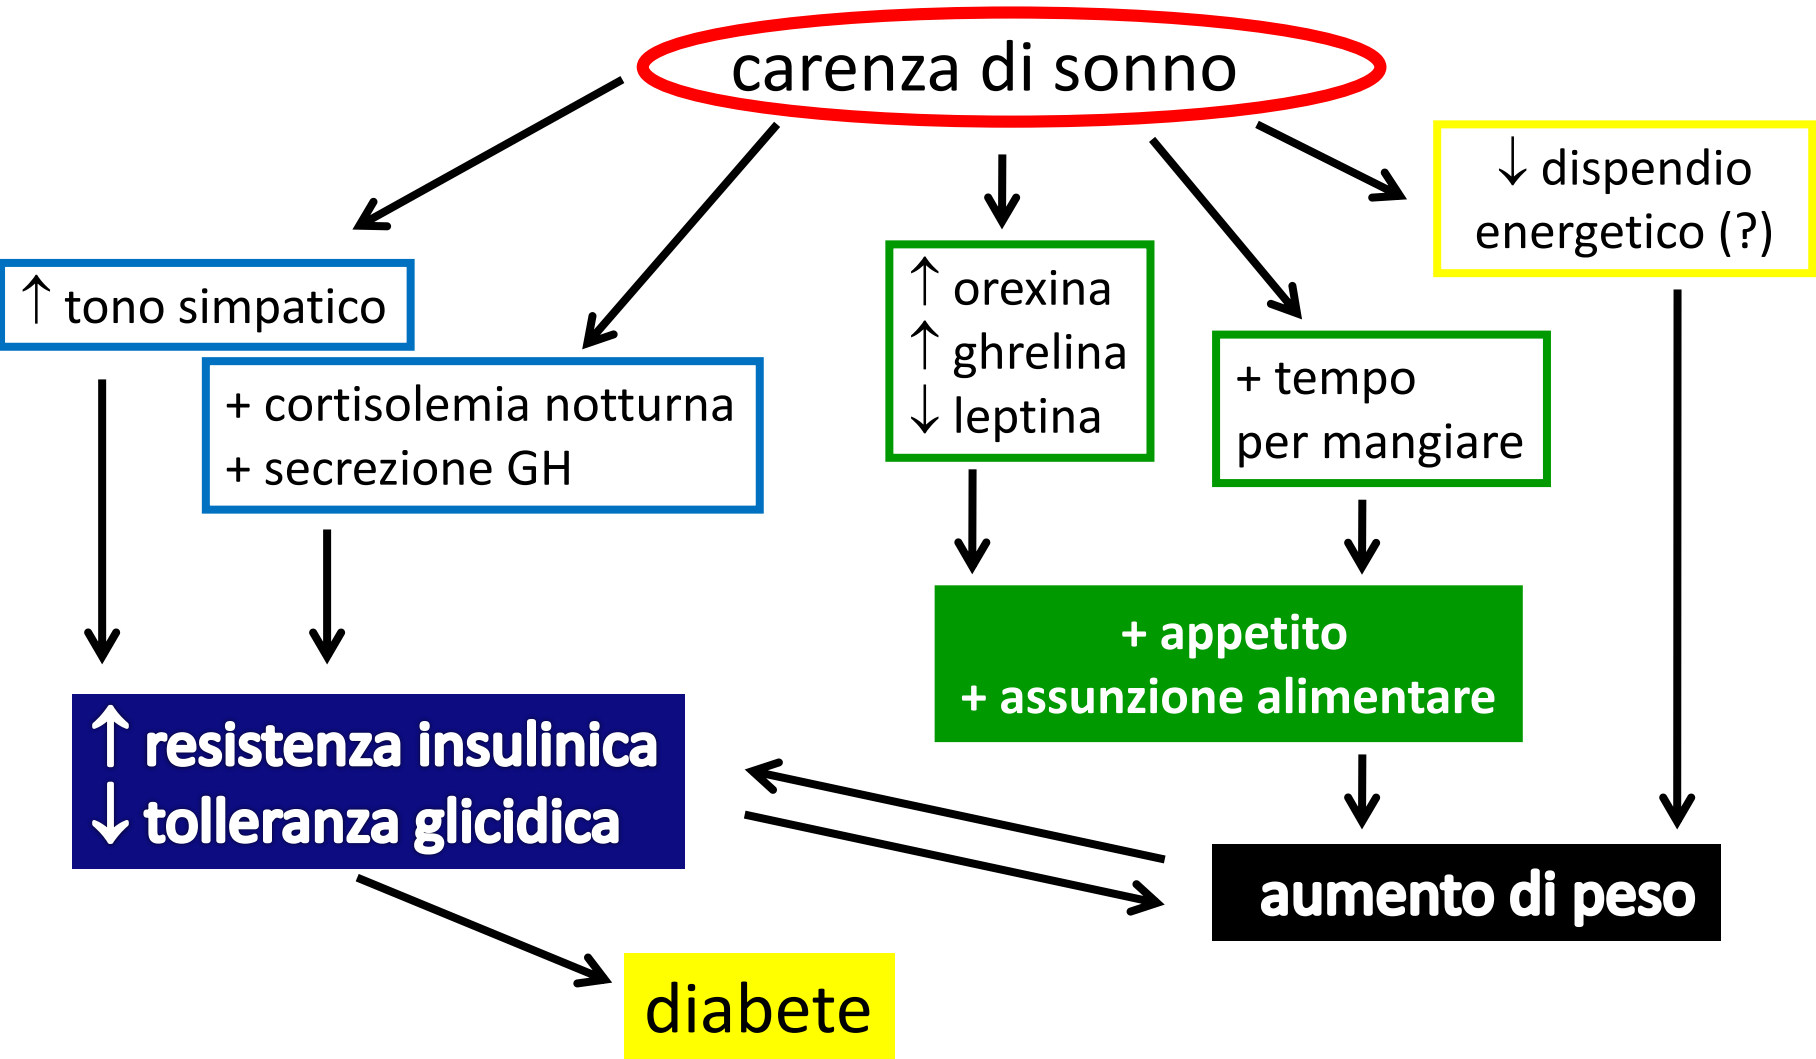 carenza di sonno
↓ dispendio
energetico (?)
↑ tono simpatico
+ cortisolemia notturna
+ secrezione GH
↑ orexina
↑ ghrelina
↓ leptina
+ tempo
per mangiare
+ appetito
+ assunzione alimentare
↑ resistenza insulinica
↓ tolleranza glicidica
aumento di peso
diabete